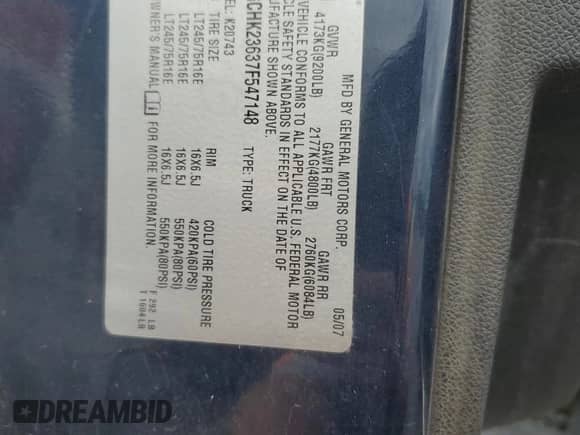 MFD BY GENERAL MOTORS CORP. 05/07
GVWR GAWR FRT GAWR RR
4173KG(9200LB) 2177KG(4800LB) 2760KG(6084LB)
VEHICLE CONFORMS TO ALL APPLICABLE U.S. FEDERAL MOTOR
CLE SAFETY STANDARDS IN EFFECT ON THE DATE OF
UFACTURE SHOWN ABOVE.
CHK23637F547148 TYPE: TRUCK
EL: K20743
TIRE SIZE RIM COLD TIRE PRESSURE
LT245/75R16E 16X6.5J 420KPA(60PSI)
LT245/75R16E 16X6.5J 550KPA(80PSI)
LT245/75R16E 16X6.5J 550KPA(80PSI)
OWNER'S MANUAL i FOR MORE INFORMATION.
F 292 LB
T 1604LB
DREAMBID